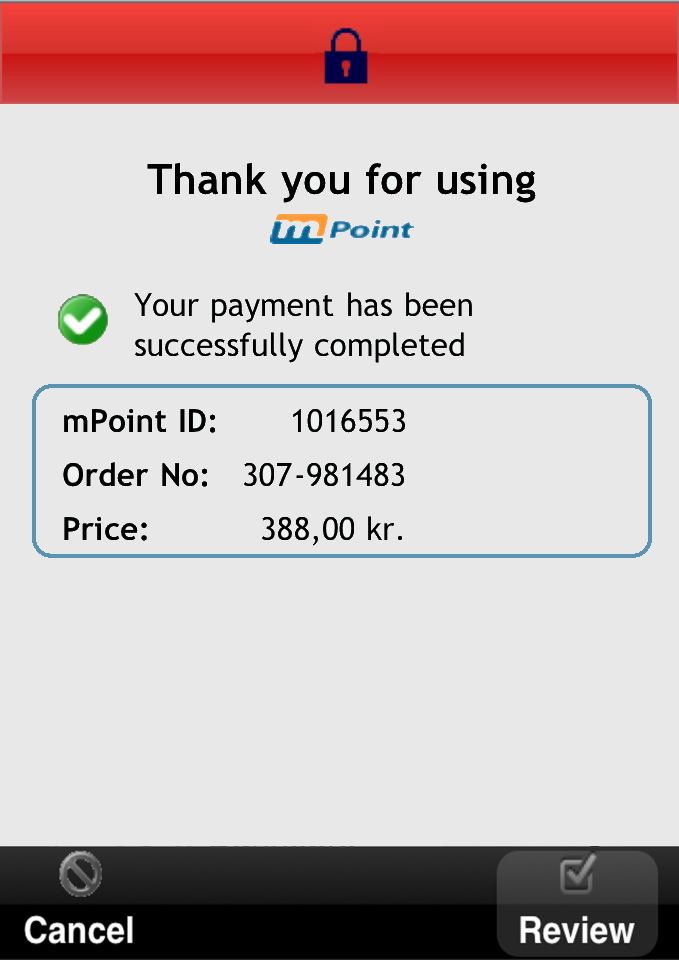 Thank you for using
mPoint
Your payment has been
successfully completed
mPoint ID: 1016553
Order No: 307-981483
Price: 388,00 kr.
Cancel Review